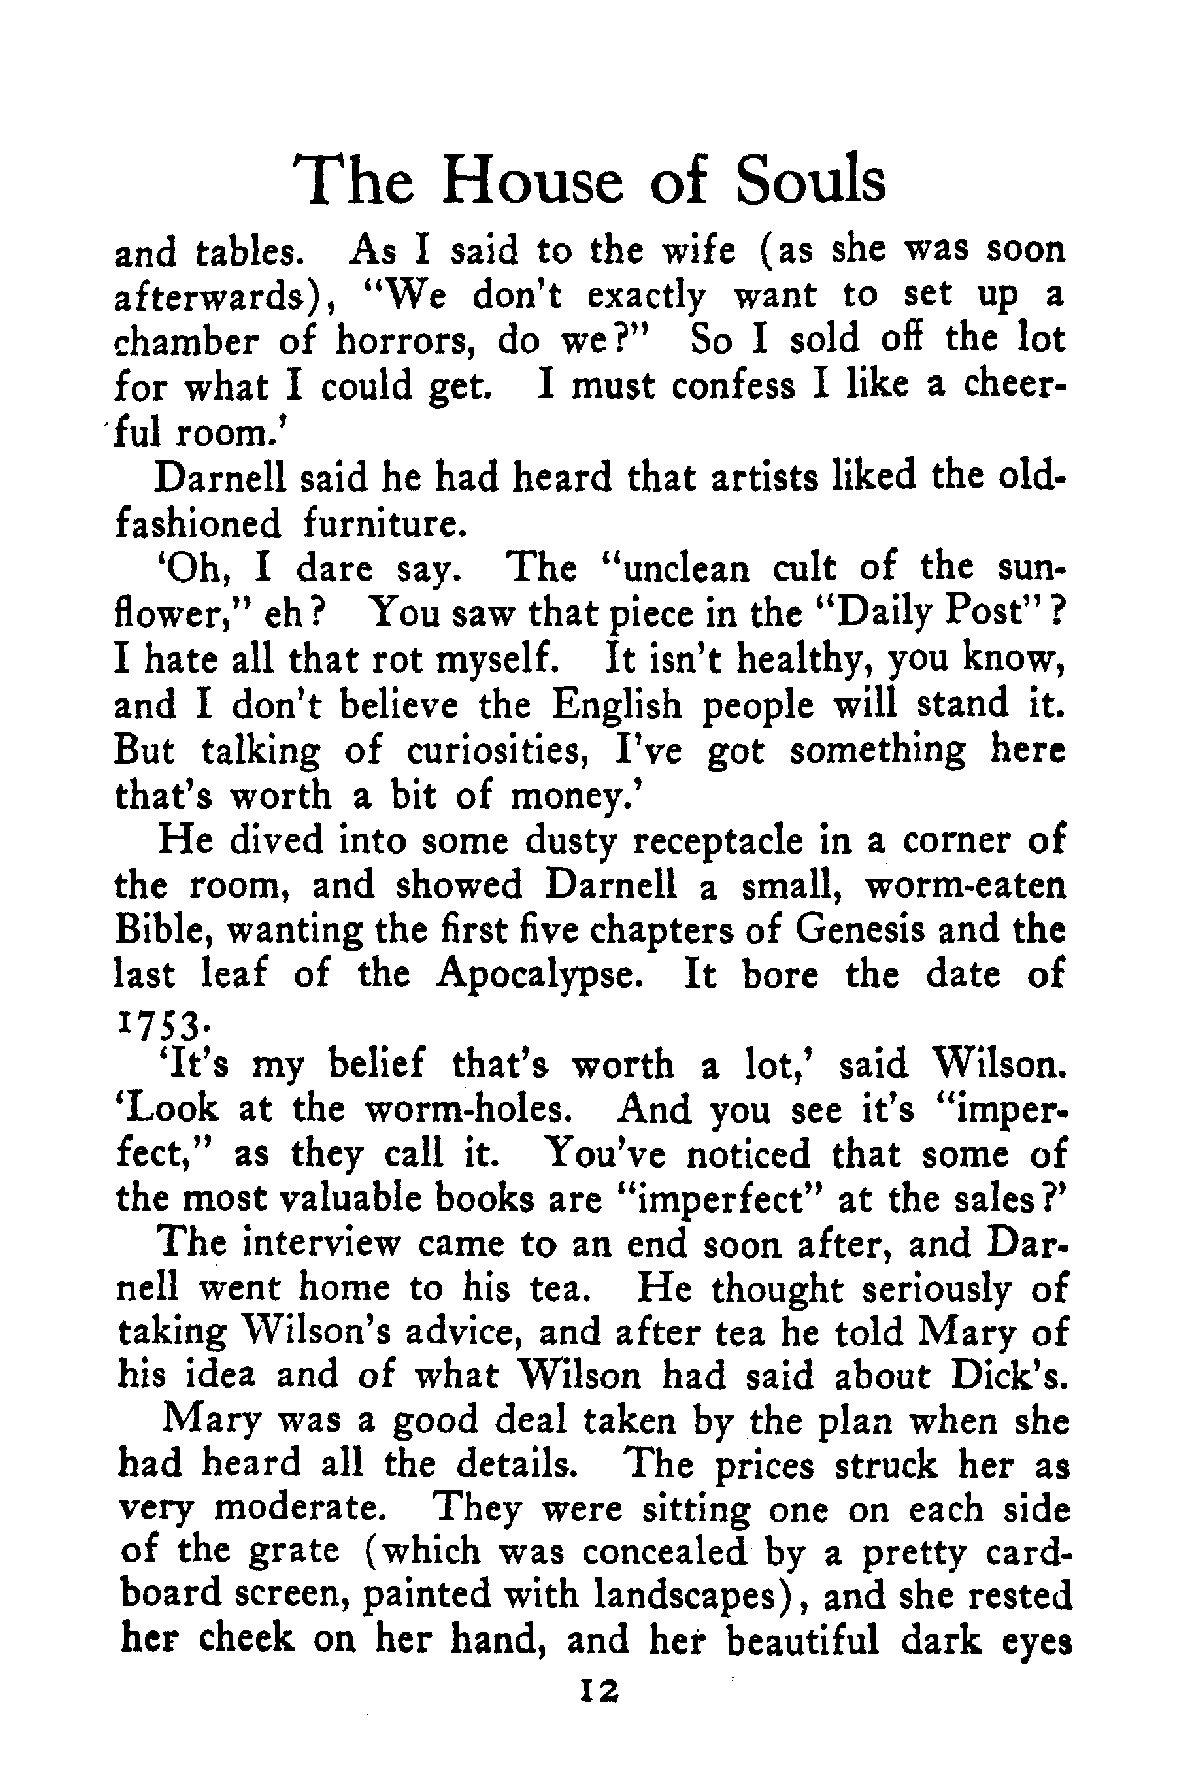 The House of Souls
and tables. As I said to the wife (as she was soon
afterwards), “We don’t exactly want to set up a
chamber of horrors, do we?” So I sold off the lot
for what I could get. I must confess I like a cheer-
ful room.’
Darnell said he had heard that artists liked the old-
fashioned furniture.
‘Oh, I dare say. The “unclean cult of the sun-
flower,” eh? You saw that piece in the “Daily Post”?
I hate all that rot myself. It isn’t healthy, you know,
and I don’t believe the English people will stand it.
But talking of curiosities, I’ve got something here
that’s worth a bit of money.’
He dived into some dusty receptacle in a corner of
the room, and showed Darnell a small, worm-eaten
Bible, wanting the first five chapters of Genesis and the
last leaf of the Apocalypse. It bore the date of
1753.
‘It’s my belief that’s worth a lot,’ said Wilson.
‘Look at the worm-holes. And you see it’s “imper-
fect,” as they call it. You’ve noticed that some of
the most valuable books are “imperfect” at the sales?’
The interview came to an end soon after, and Dar-
nell went home to his tea. He thought seriously of
taking Wilson’s advice, and after tea he told Mary of
his idea and of what Wilson had said about Dick’s.
Mary was a good deal taken by the plan when she
had heard all the details. The prices struck her as
very moderate. They were sitting one on each side
of the grate (which was concealed by a pretty card-
board screen, painted with landscapes), and she rested
her cheek on her hand, and her beautiful dark eyes
12